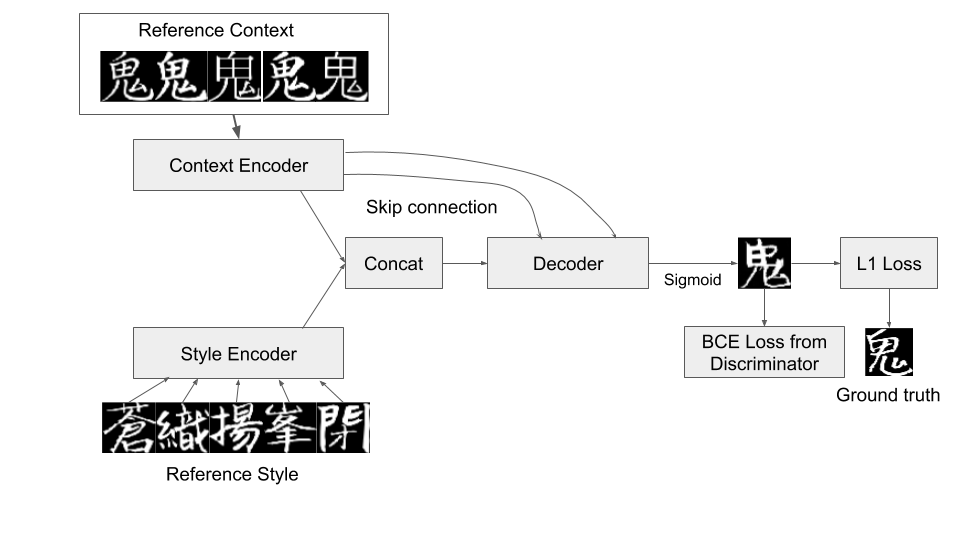 Reference Context
鬼鬼鬼鬼鬼
Context Encoder
Skip connection
Concat
Decoder
Sigmoid
鬼
L1 Loss
Style Encoder
BCE Loss from
Discriminator
鬼
Ground truth
蒼織揚峯閉
Reference Style